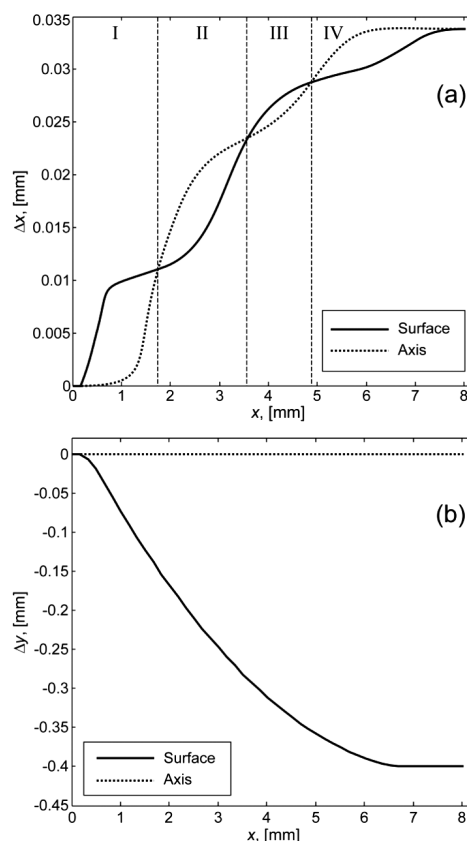 I II III IV
(a)
0.035
0.03
0.025
0.02
0.015
0.01
0.005
0
Δx, [mm]
Surface
Axis
0 1 2 3 4 5 6 7 8
x, [mm]
(b)
0
-0.05
-0.1
-0.15
-0.2
-0.25
-0.3
-0.35
-0.4
-0.45
Δy, [mm]
Surface
Axis
0 1 2 3 4 5 6 7 8
x, [mm]